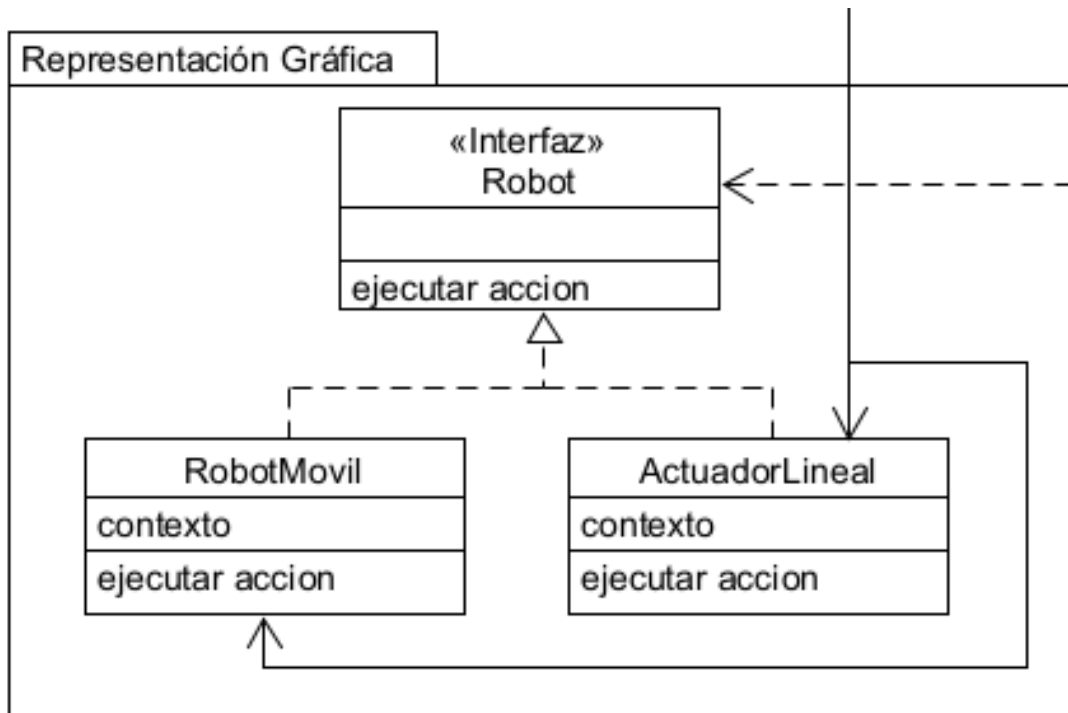 Representación Gráfica
«Interfaz»
Robot
ejecutar accion
RobotMovil
contexto
ejecutar accion
ActuadorLineal
contexto
ejecutar accion